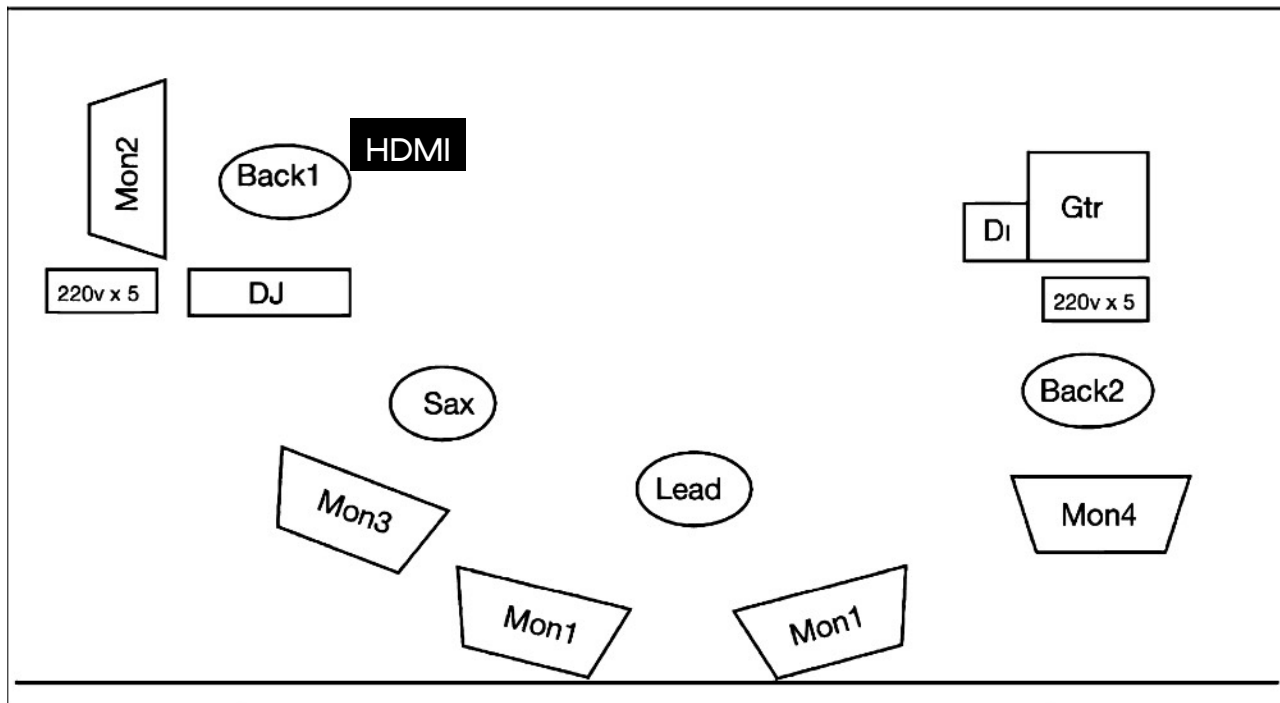 HDMI
Mon2
Back1
Gtr
DI
220v x 5
DJ
220v x 5
Back2
Sax
Lead
Mon3
Mon4
Mon1
Mon1